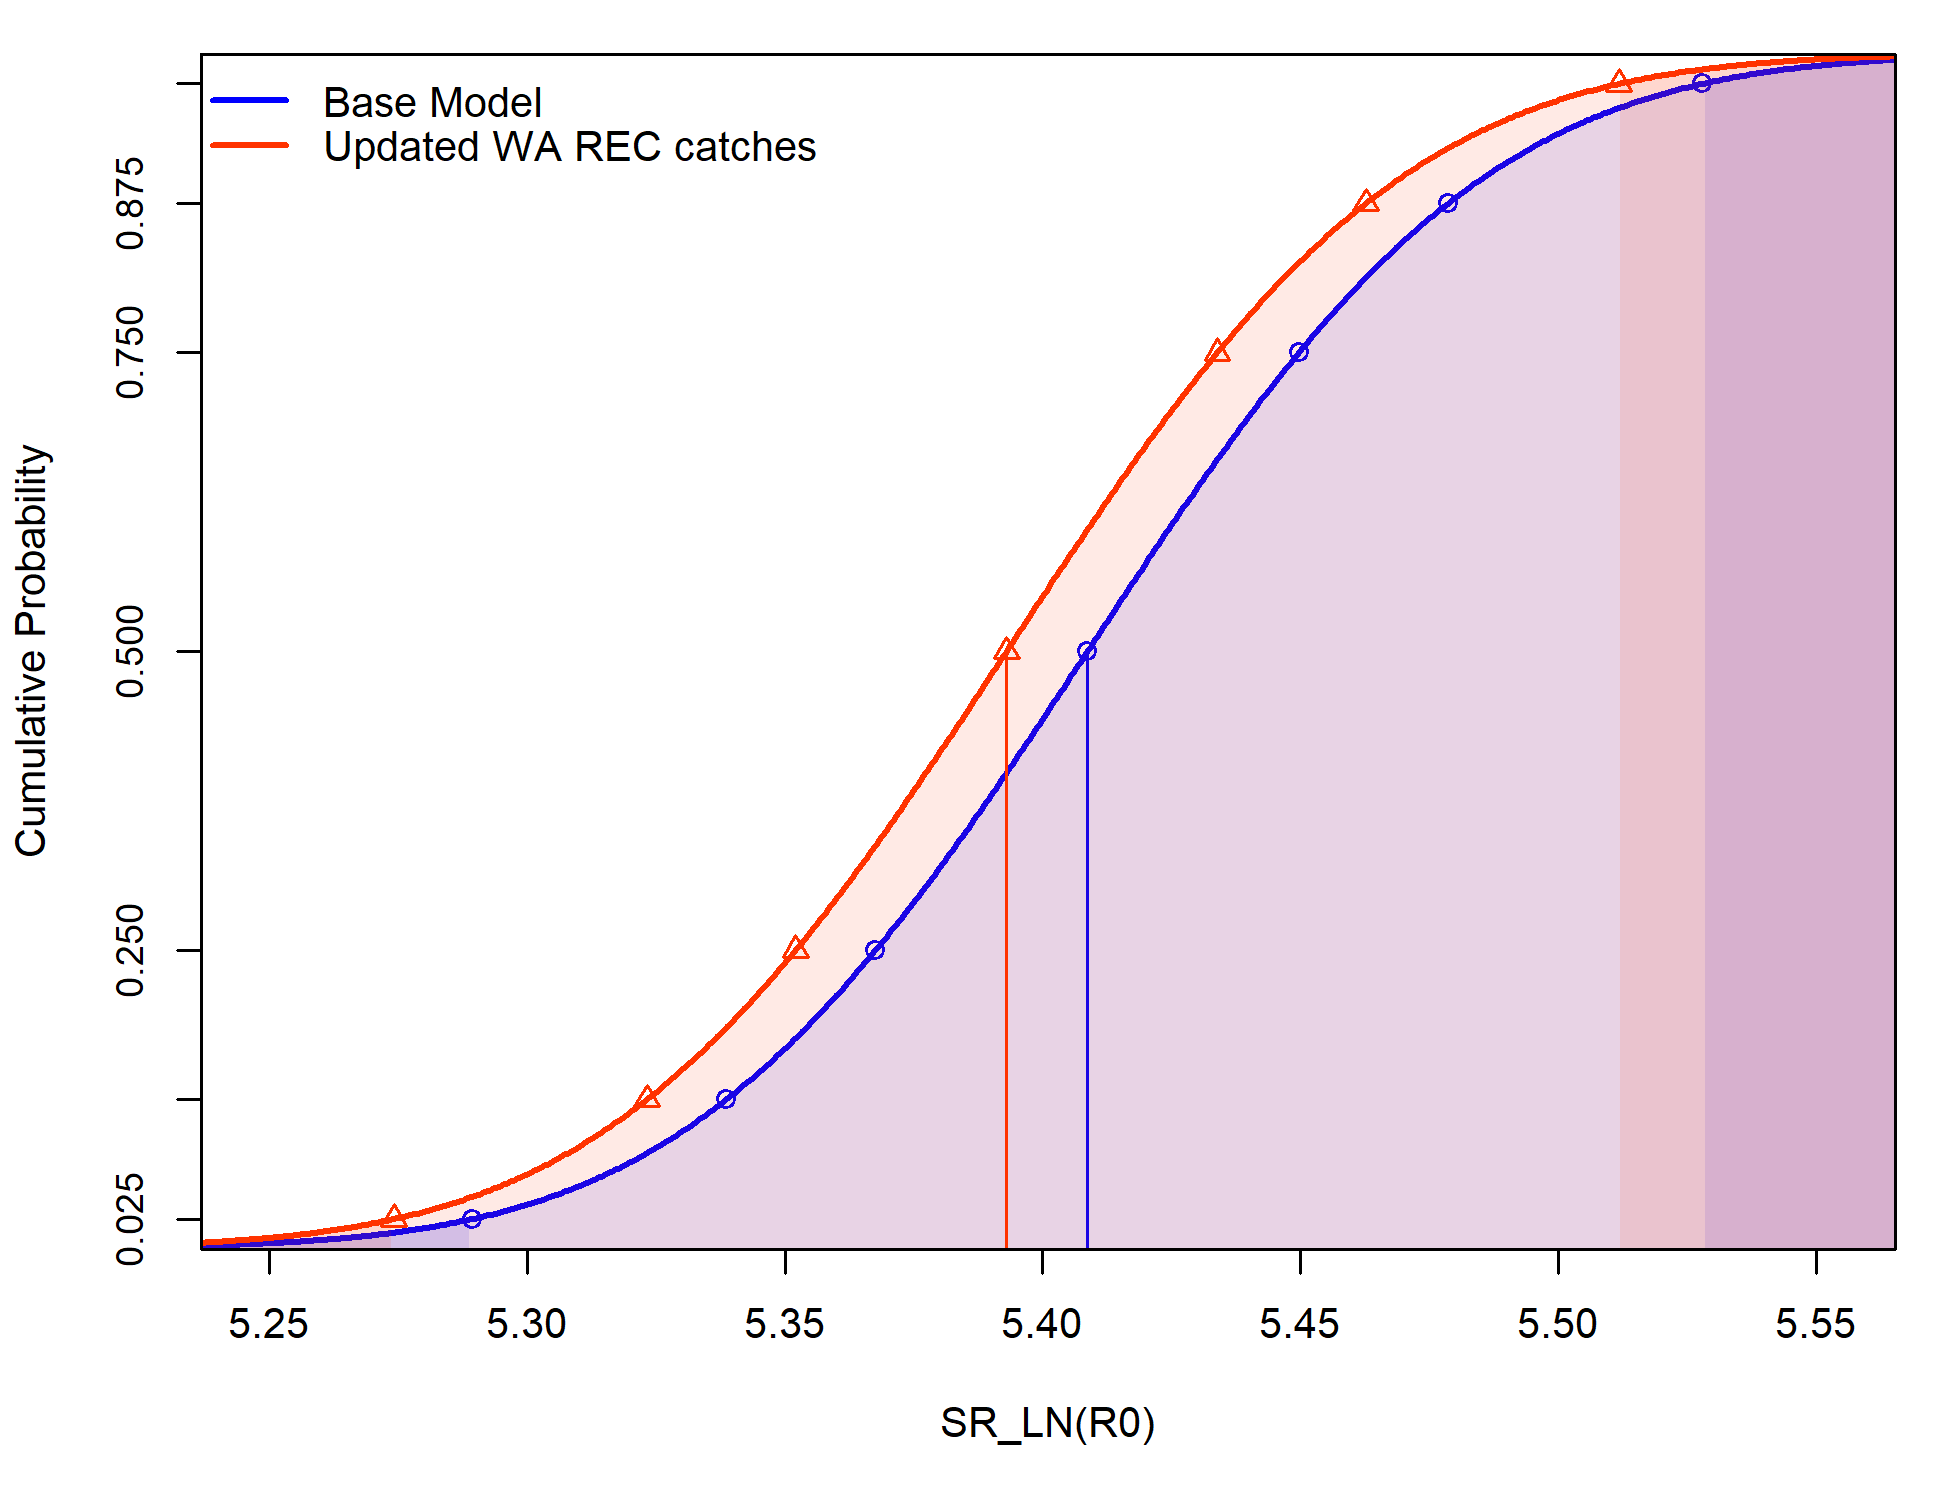 Base Model
Updated WA REC catches
Cumulative Probability
0.875
0.750
0.500
0.250
0.025
5.25 5.30 5.35 5.40 5.45 5.50 5.55
SR_LN(R0)